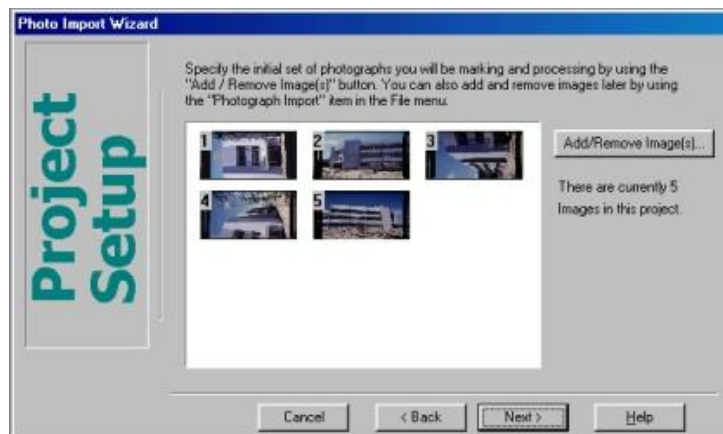 Photo Import Wizard
Project
Setup
Specify the initial set of photographs you will be marking and processing by using the
"Add / Remove Image(s)" button. You can also add and remove images later by using
the "Photograph Import" item in the File menu.
1
2
3
4
5
Add/Remove Image(s)...
There are currently 5
Images in this project.
Cancel
< Back
Next >
Help